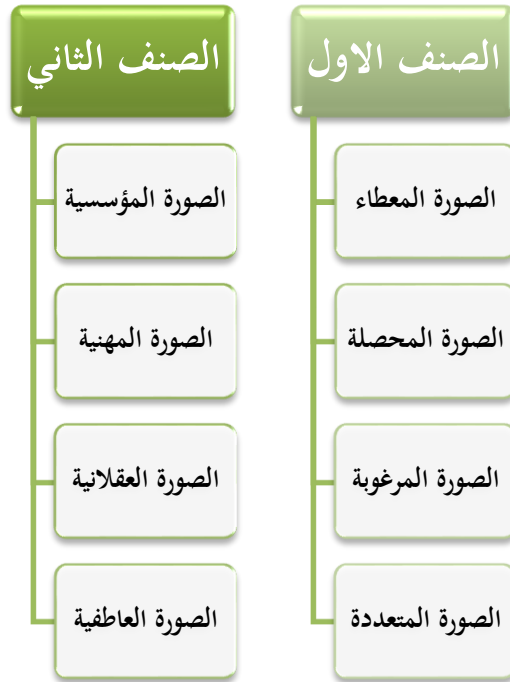 الصنف الاول
الصورة المعطاء
الصورة المحصلة
الصورة المرغوبة
الصورة المتعددة
الصنف الثاني
الصورة المؤسسية
الصورة المهنية
الصورة العقلانية
الصورة العاطفية